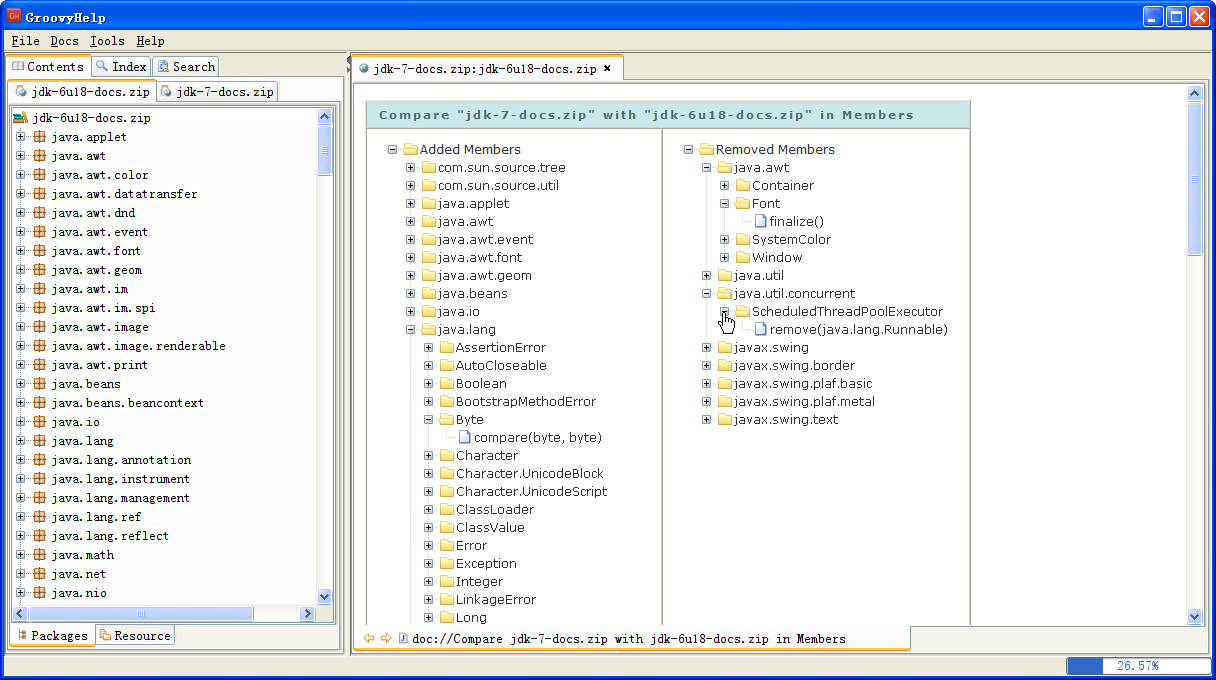 GroovyHelp
File Docs Tools Help
Contents Index Search
jdk-6u18-docs.zip jdk-7-docs.zip
jdk-6u18-docs.zip
java.applet
java.awt
java.awt.color
java.awt.datatransfer
java.awt.dnd
java.awt.event
java.awt.font
java.awt.geom
java.awt.im
java.awt.im.spi
java.awt.image
java.awt.image.renderable
java.awt.print
java.beans
java.beans.beancontext
java.io
java.lang
java.lang.annotation
java.lang.instrument
java.lang.management
java.lang.ref
java.lang.reflect
java.math
java.net
java.nio
Packages Resource
jdk-7-docs.zip:jdk-6u18-docs.zip
Compare "jdk-7-docs.zip" with "jdk-6u18-docs.zip" in Members
Added Members
com.sun.source.tree
com.sun.source.util
java.applet
java.awt
java.awt.event
java.awt.font
java.awt.geom
java.beans
java.io
java.lang
AssertionError
AutoCloseable
Boolean
BootstrapMethodError
Byte
compare(byte, byte)
Character
Character.UnicodeBlock
Character.UnicodeScript
ClassLoader
ClassValue
Error
Exception
Integer
LinkageError
Long
Removed Members
java.awt
Container
Font
finalize()
SystemColor
Window
java.util
java.util.concurrent
ScheduledThreadPoolExecutor
remove(java.lang.Runnable)
javax.swing
javax.swing.border
javax.swing.plaf.basic
javax.swing.plaf.metal
javax.swing.text
doc://Compare jdk-7-docs.zip with jdk-6u18-docs.zip in Members
26.57%